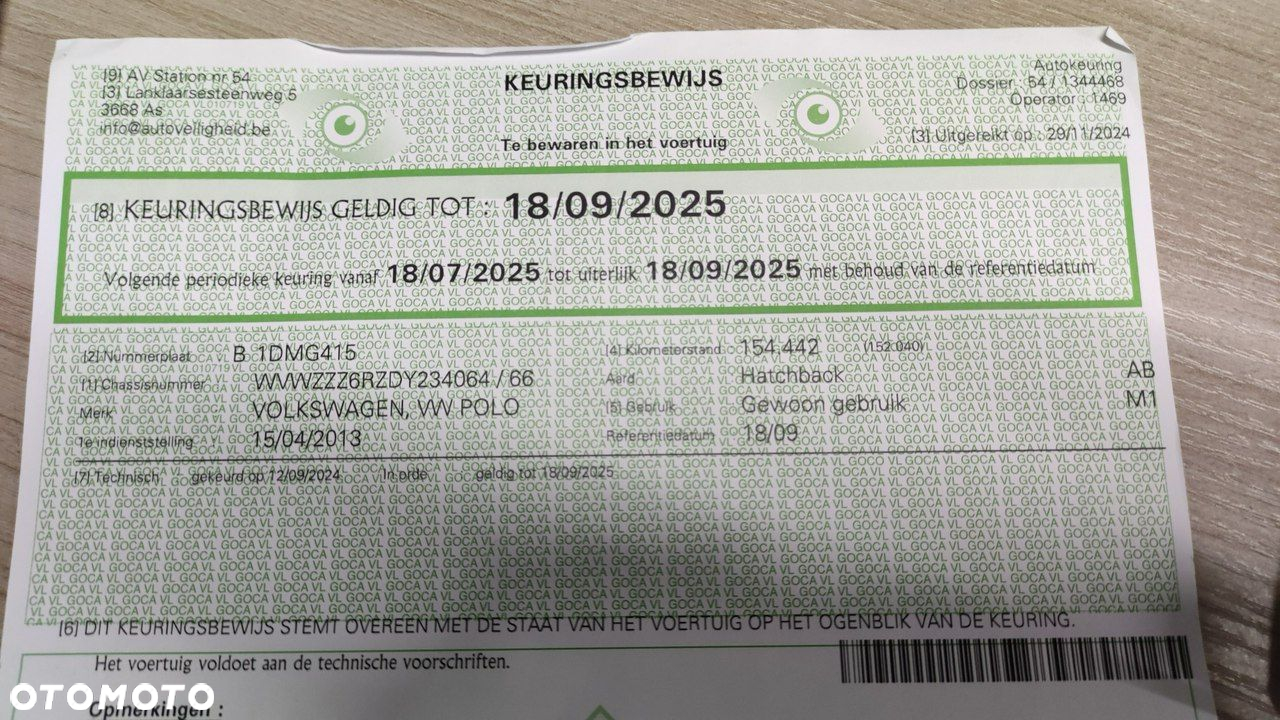 [9] AV Station nr 54
[3] Lanklaarsesteenweg 5
3668 As
info@autoveiligheid.be
KEURINGSBEWIJS
Te bewaren in het voertuig
Autokeuring
Dossier : 54 / 1344468
Operator : 1469
[3] Uitgereikt op : 29/11/2024
[8] KEURINGSBEWIJS GELDIG TOT : 18/09/2025
Volgende periodieke keuring vanaf 18/07/2025 tot uiterlijk 18/09/2025 met behoud van de referentiedatum
[2] Nummerplaat B 1DMG415 [4] Kilometerstand 154.442 (152.040)
[1] Chassisnummer WVWZZZ6RZDY234064 / 66 Aard Hatchback AB
Merk VOLKSWAGEN, VW POLO [5] Gebruik Gewoon gebruik M1
1e indienststelling : 15/04/2013 Referentiedatum 18/09
[7] Technisch gekeurd op 12/09/2024 In orde geldig tot 18/09/2025
[6] DIT KEURINGSBEWIJS STEMT OVEREEN MET DE STAAT VAN HET VOERTUIG OP HET OGENBLIK VAN DE KEURING.
Het voertuig voldoet aan de technische voorschriften.
Opmerkingen :
OTOMOTO